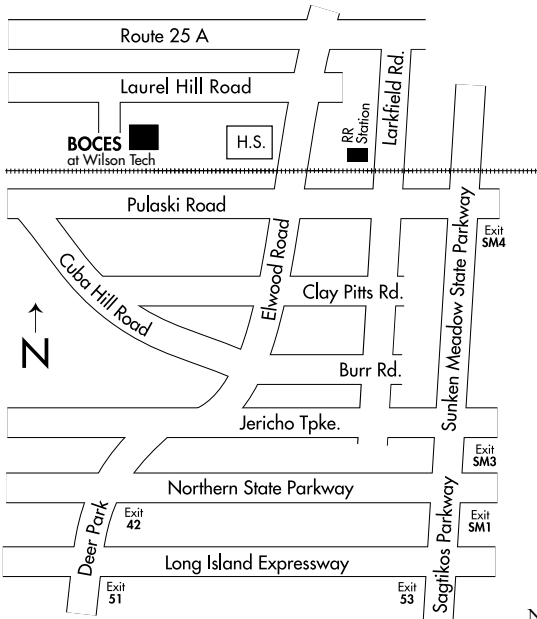 Route 25 A
Laurel Hill Road
BOCES
at Wilson Tech
H.S.
RR
Station
Larkfield Rd.
Pulaski Road
Exit
SM4
Cuba Hill Road
Elwood Road
Clay Pitts Rd.
Sunken Meadow State Parkway
N
Burr Rd.
Jericho Tpke.
Exit
SM3
Northern State Parkway
Exit
42
Exit
SM1
Deer Park
Sagtikos Parkway
Long Island Expressway
Exit
51
Exit
53
N